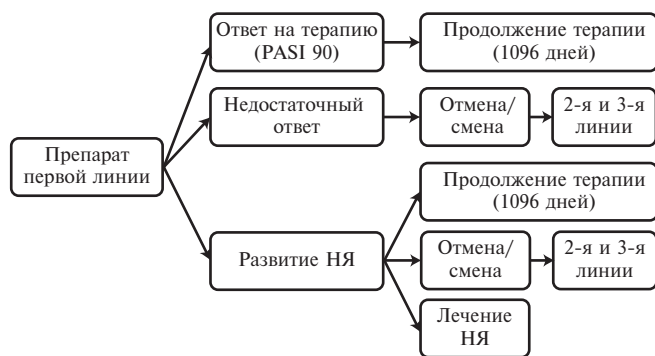 Препарат
первой линии
Ответ на терапию
(PASI 90)
Продолжение терапии
(1096 дней)
Недостаточный
ответ
Отмена/
смена
2-я и 3-я
линии
Развитие НЯ
Продолжение терапии
(1096 дней)
Отмена/
смена
2-я и 3-я
линии
Лечение
НЯ